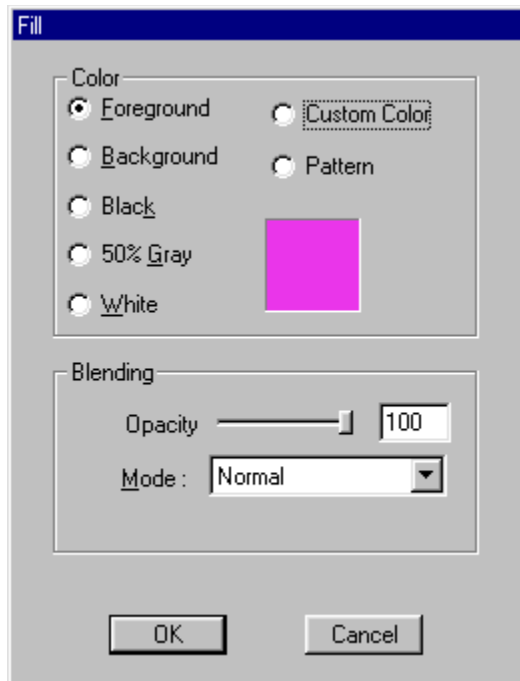 Fill
Color
Foreground
Custom Color
Background
Pattern
Black
50% Gray
White
Blending
Opacity 100
Mode : Normal
OK Cancel